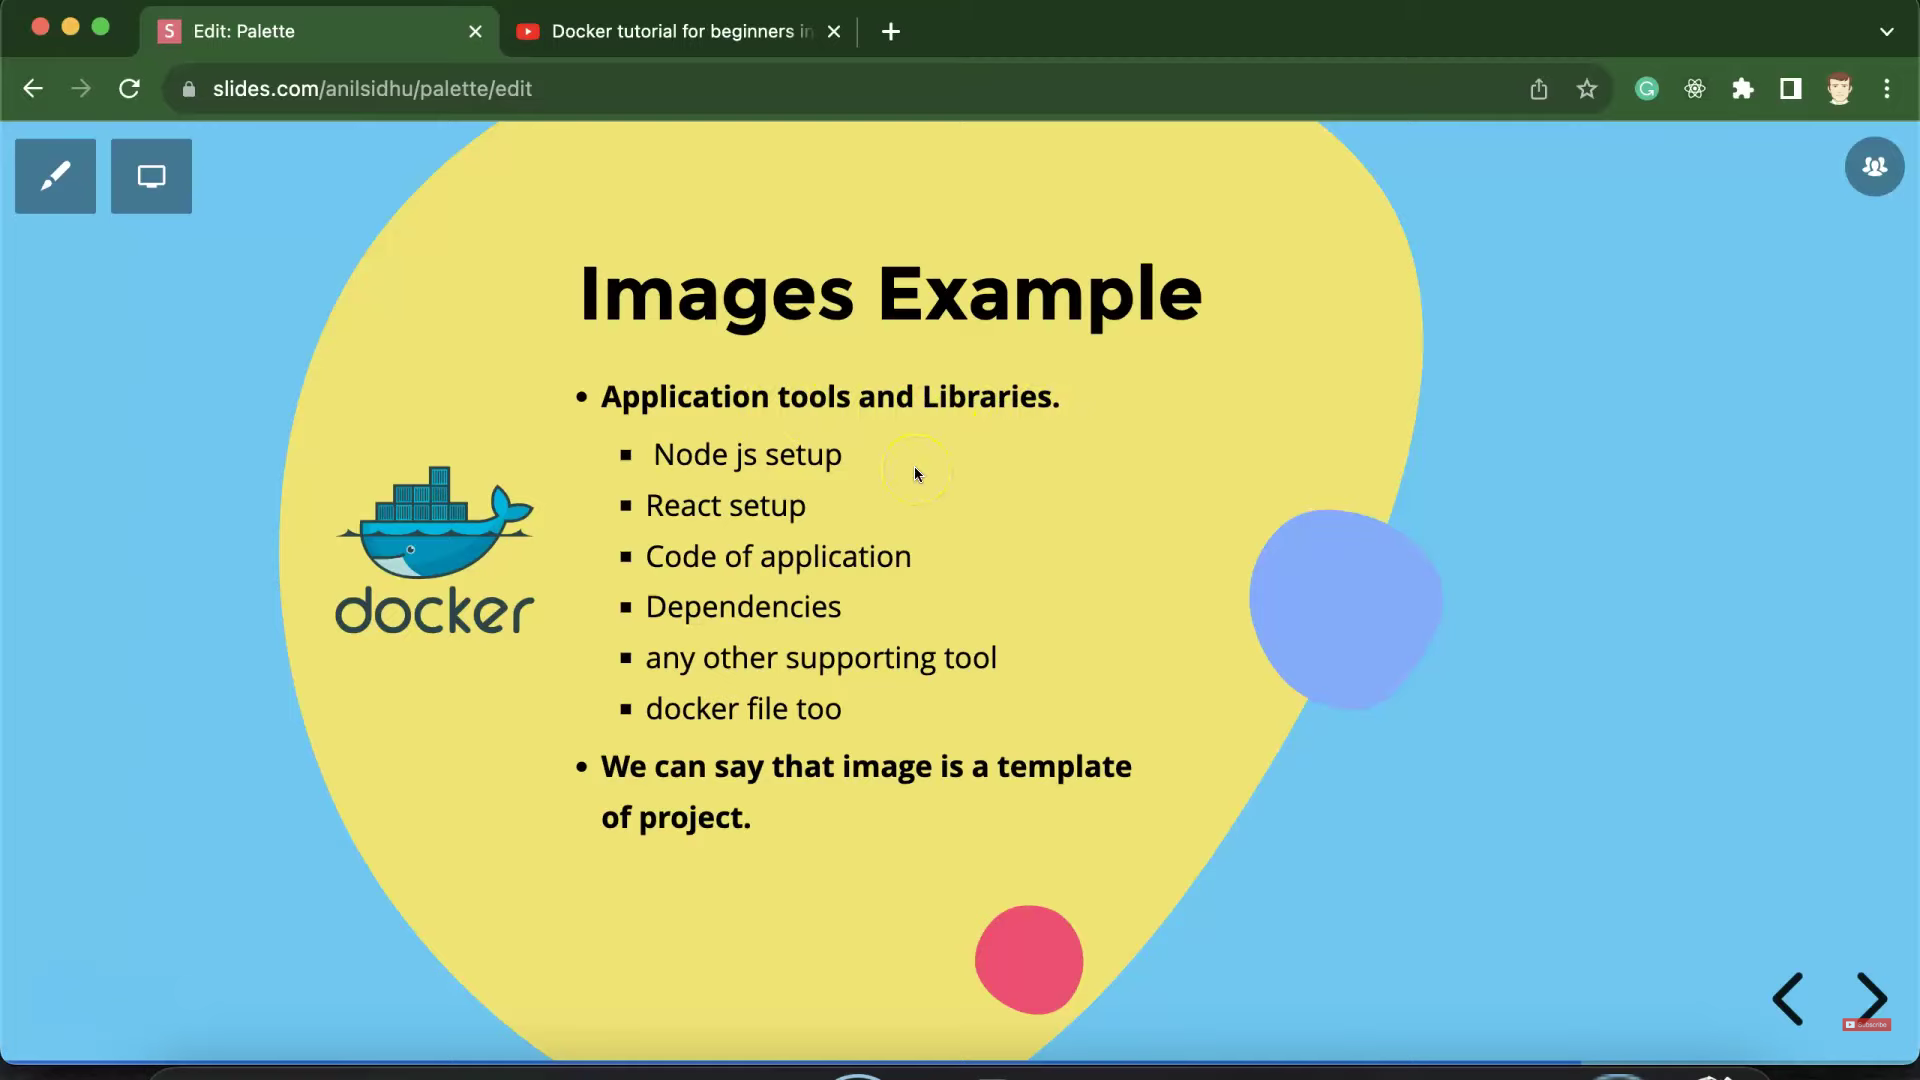 S Edit: Palette
Docker tutorial for beginners in
slides.com/anilsidhu/palette/edit
Images Example
• Application tools and Libraries.
▪ Node js setup
▪ React setup
▪ Code of application
▪ Dependencies
▪ any other supporting tool
▪ docker file too
• We can say that image is a template
of project.
docker
Subscribe